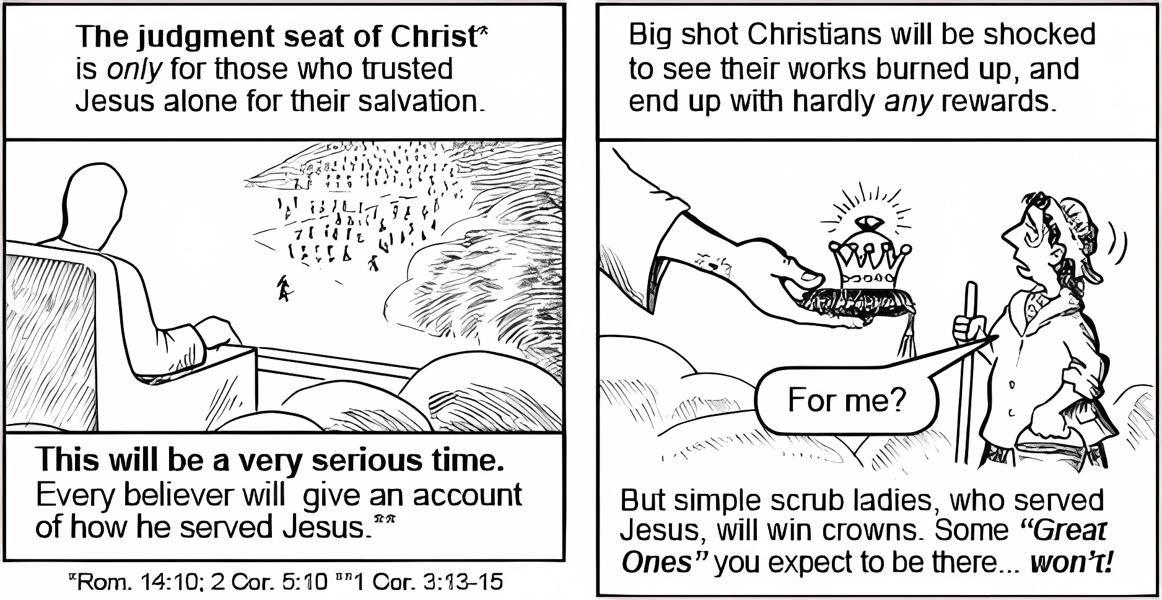 The judgment seat of Christ*
is only for those who trusted
Jesus alone for their salvation.
This will be a very serious time.
Every believer will give an account
of how he served Jesus.**
*Rom. 14:10; 2 Cor. 5:10 **1 Cor. 3:13-15
Big shot Christians will be shocked
to see their works burned up, and
end up with hardly any rewards.
For me?
But simple scrub ladies, who served
Jesus, will win crowns. Some “Great
Ones” you expect to be there... won't!